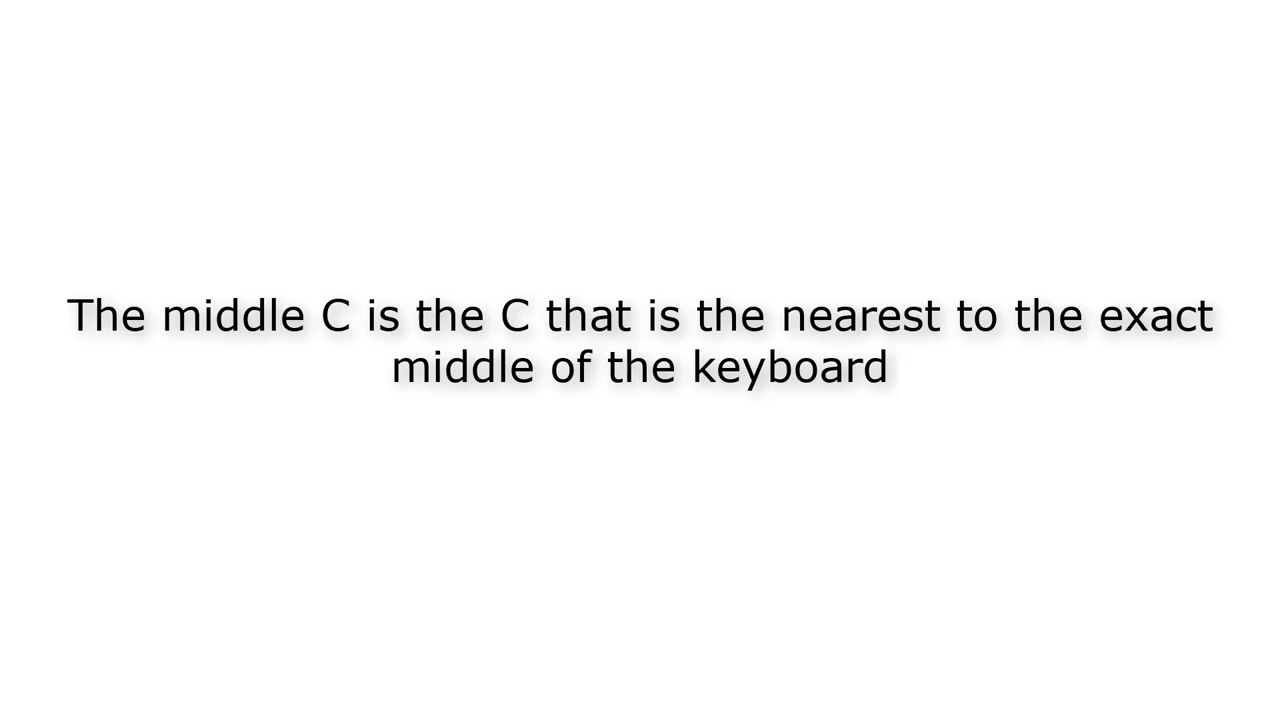 The middle C is the C that is the nearest to the exact
middle of the keyboard